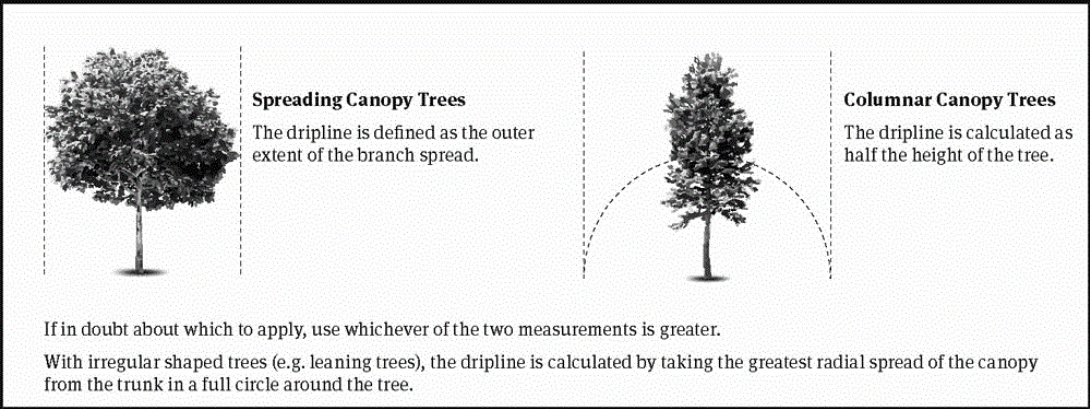 Spreading Canopy Trees
The dripline is defined as the outer
extent of the branch spread.
Columnar Canopy Trees
The dripline is calculated as
half the height of the tree.
If in doubt about which to apply, use whichever of the two measurements is greater.
With irregular shaped trees (e.g. leaning trees), the dripline is calculated by taking the greatest radial spread of the canopy
from the trunk in a full circle around the tree.